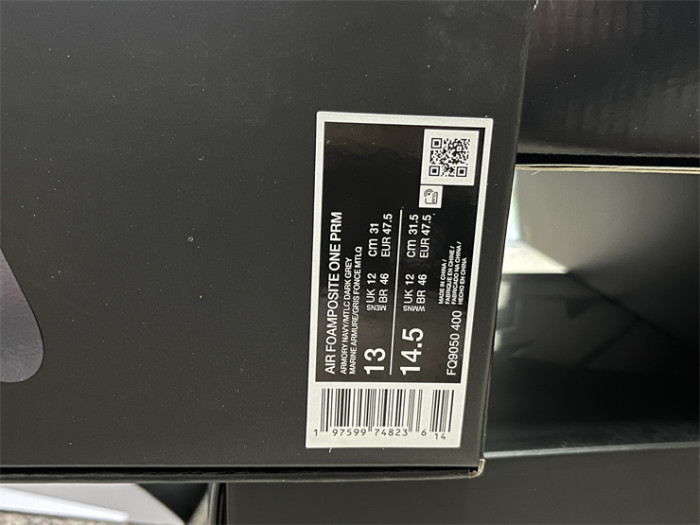 AIR FOAMPOSITE ONE PRM
ARMORY NAVY/MTLC DARK GREY
MARINE ARMURE/GRIS FONCE MTLQ
MENS
13
UK 12 cm 31
BR 46 EUR 47.5
WMNS
14.5
UK 12 cm 31.5
BR 46 EUR 47.5
FQ9050 400
MADE IN CHINA /
FABRIQUE EN CHINE /
FABRICADO NA CHINA /
HECHO EN CHINA
1 97599 74823 6 14